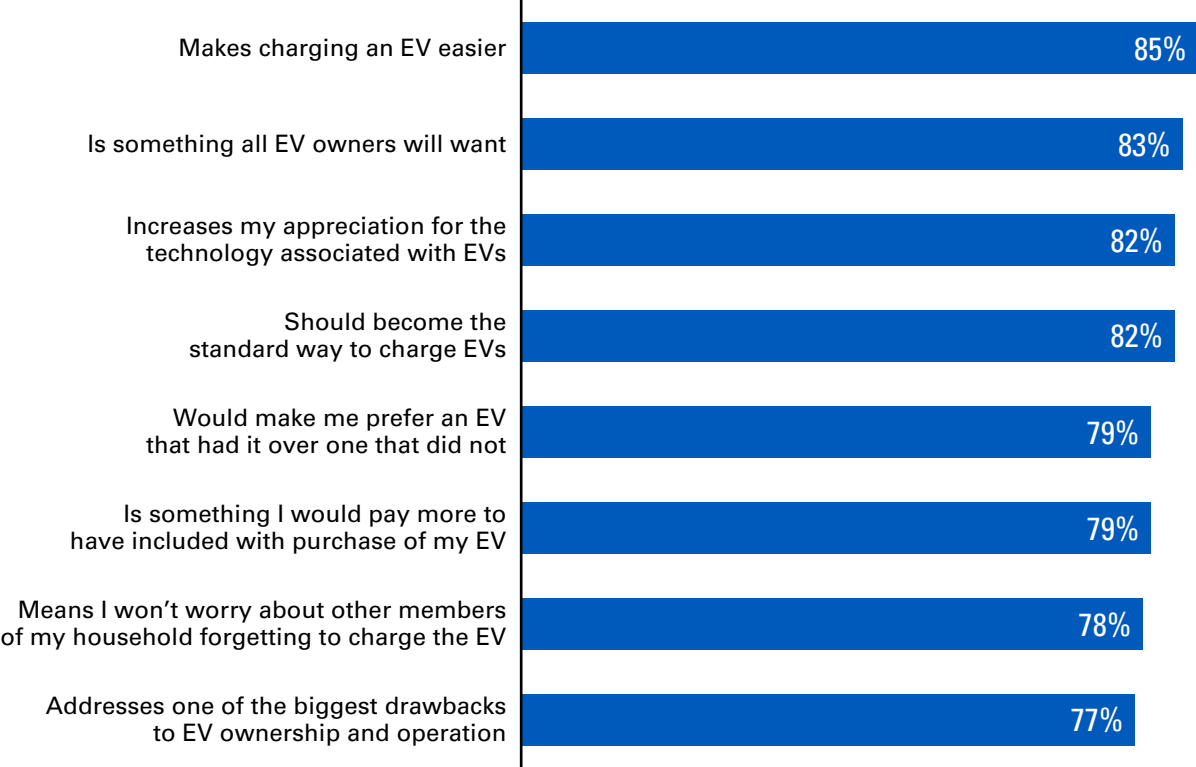 Makes charging an EV easier
85%
Is something all EV owners will want
83%
Increases my appreciation for the
technology associated with EVs
82%
Should become the
standard way to charge EVs
82%
Would make me prefer an EV
that had it over one that did not
79%
Is something I would pay more to
have included with purchase of my EV
79%
Means I won’t worry about other members
of my household forgetting to charge the EV
78%
Addresses one of the biggest drawbacks
to EV ownership and operation
77%